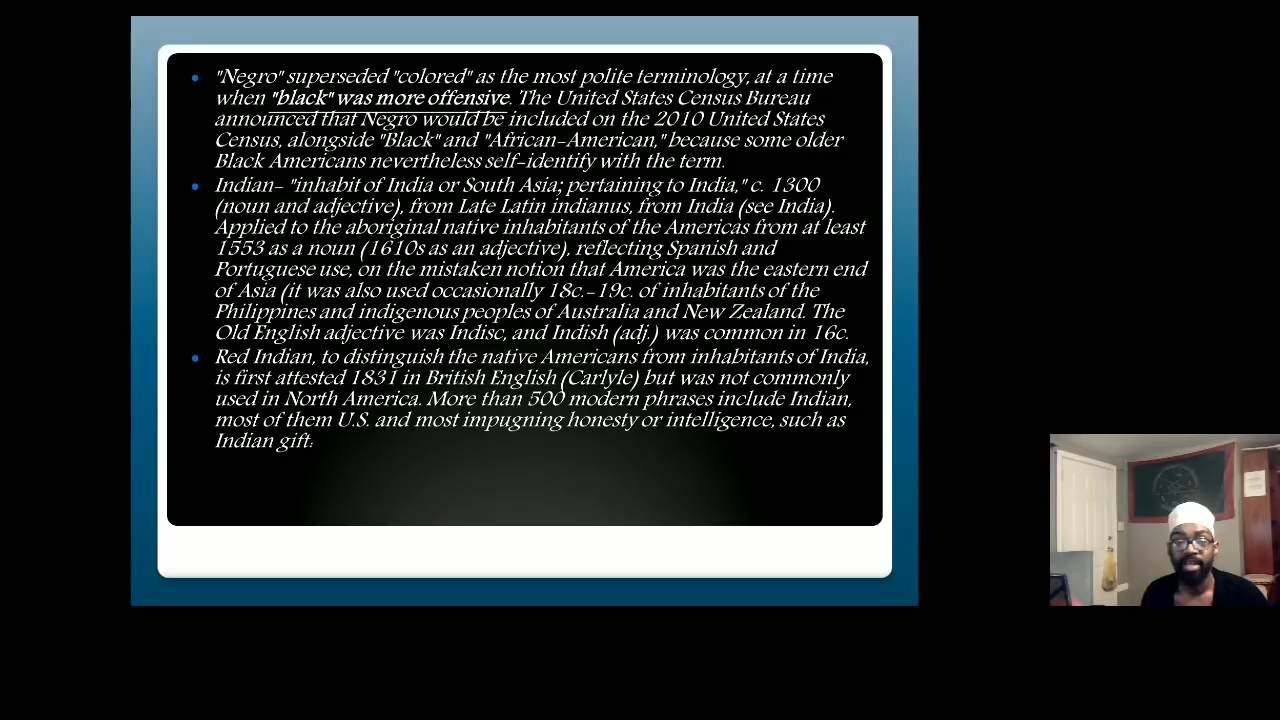 "Negro" superseded "colored" as the most polite terminology, at a time
when "black" was more offensive. The United States Census Bureau
announced that Negro would be included on the 2010 United States
Census, alongside "Black" and "African-American," because some older
Black Americans nevertheless self-identify with the term.
Indian- "inhabit of India or South Asia; pertaining to India," c. 1300
(noun and adjective), from Late Latin indianus, from India (see India).
Applied to the aboriginal native inhabitants of the Americas from at least
1553 as a noun (1610s as an adjective), reflecting Spanish and
Portuguese use, on the mistaken notion that America was the eastern end
of Asia (it was also used occasionally 18c.-19c. of inhabitants of the
Philippines and indigenous peoples of Australia and New Zealand. The
Old English adjective was Indisc, and Indish (adj.) was common in 16c.
Red Indian, to distinguish the native Americans from inhabitants of India,
is first attested 1831 in British English (Carlyle) but was not commonly
used in North America. More than 500 modern phrases include Indian,
most of them U.S. and most impugning honesty or intelligence, such as
Indian gift: